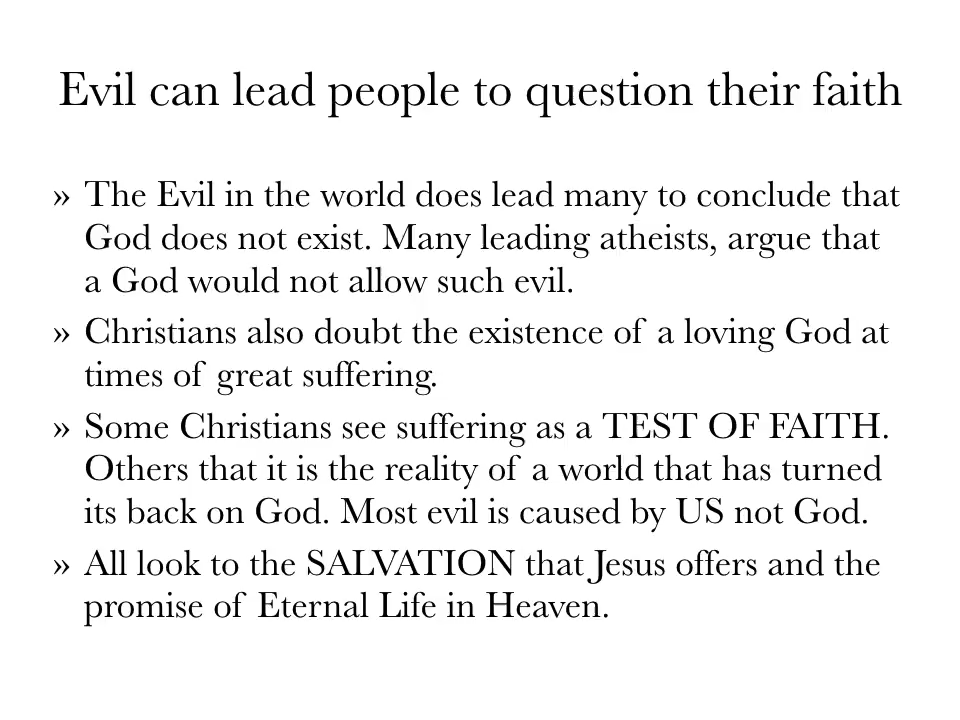 Evil can lead people to question their faith
» The Evil in the world does lead many to conclude that
God does not exist. Many leading atheists, argue that
a God would not allow such evil.
» Christians also doubt the existence of a loving God at
times of great suffering.
» Some Christians see suffering as a TEST OF FAITH.
Others that it is the reality of a world that has turned
its back on God. Most evil is caused by US not God.
» All look to the SALVATION that Jesus offers and the
promise of Eternal Life in Heaven.